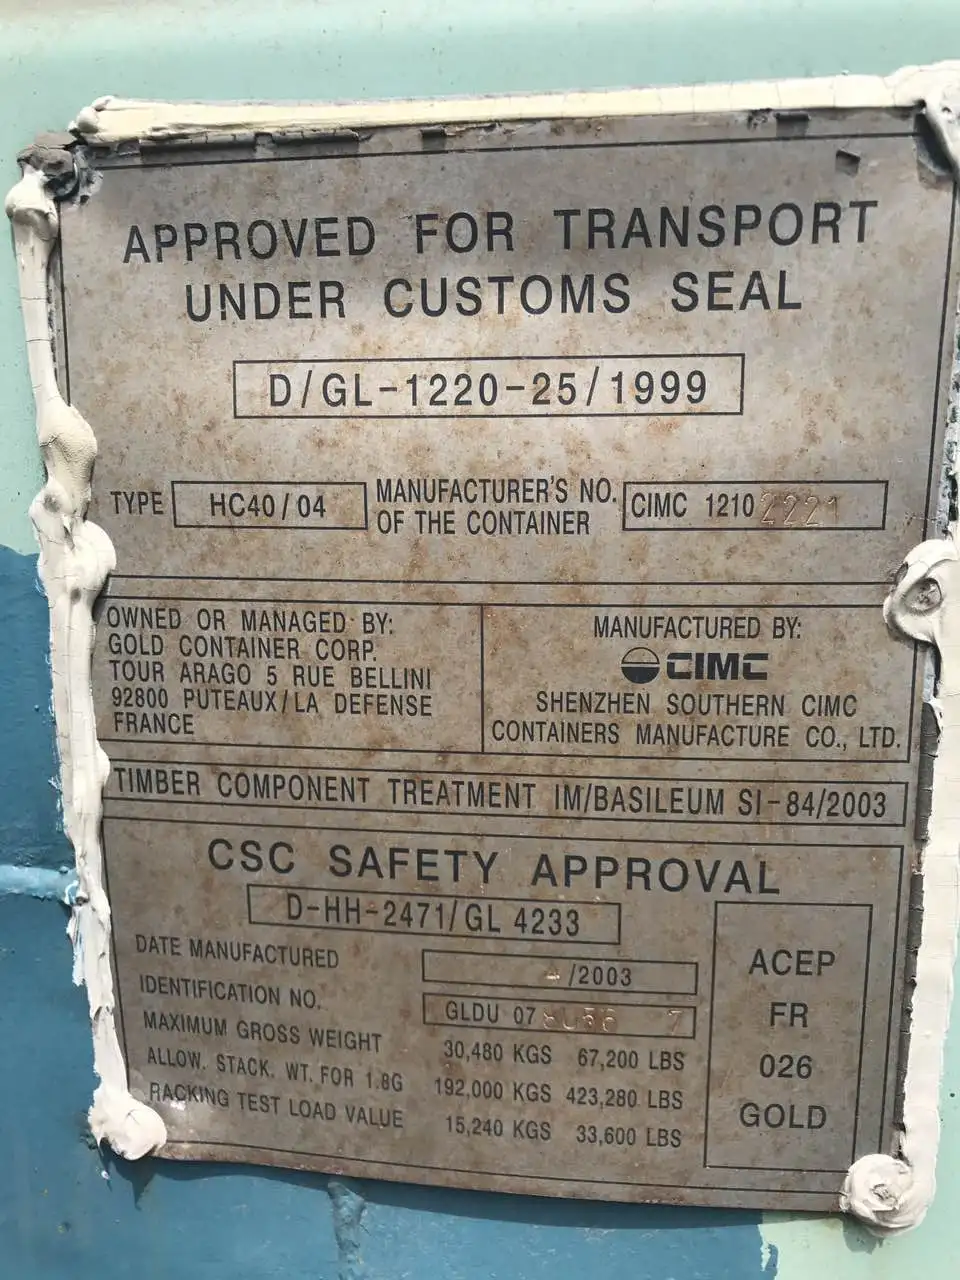 APPROVED FOR TRANSPORT
UNDER CUSTOMS SEAL
D/GL-1220-25/1999
TYPE HC40/04 MANUFACTURER'S NO. OF THE CONTAINER CIMC 1210 2221
OWNED OR MANAGED BY:
GOLD CONTAINER CORP.
TOUR ARAGO 5 RUE BELLINI
92800 PUTEAUX/LA DEFENSE
FRANCE
MANUFACTURED BY:
CIMC
SHENZHEN SOUTHERN CIMC
CONTAINERS MANUFACTURE CO., LTD.
TIMBER COMPONENT TREATMENT IM/BASILEUM SI-84/2003
CSC SAFETY APPROVAL
D-HH-2471/GL 4233
DATE MANUFACTURED /2003
IDENTIFICATION NO. GLDU 07
MAXIMUM GROSS WEIGHT 30,480 KGS 67,200 LBS
ALLOW. STACK. WT. FOR 1.8G 192,000 KGS 423,280 LBS
RACKING TEST LOAD VALUE 15,240 KGS 33,600 LBS
ACEP
FR
026
GOLD